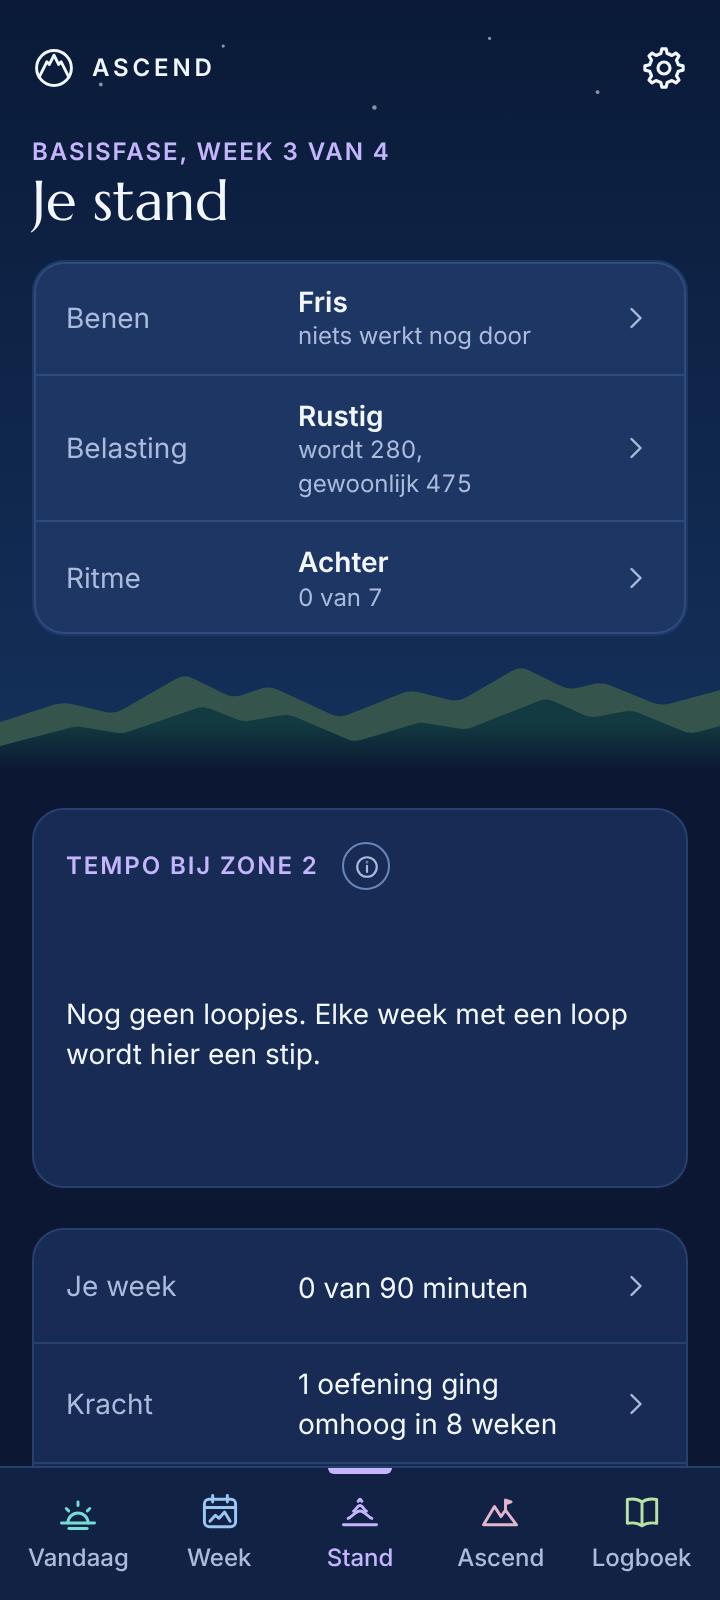 ASCEND
BASISFASE, WEEK 3 VAN 4
Je stand
Benen
Fris
niets werkt nog door
Belasting
Rustig
wordt 280,
gewoonlijk 475
Ritme
Achter
0 van 7
TEMPO BIJ ZONE 2
Nog geen loopjes. Elke week met een loop
wordt hier een stip.
Je week
0 van 90 minuten
Kracht
1 oefening ging
omhoog in 8 weken
Vandaag
Week
Stand
Ascend
Logboek